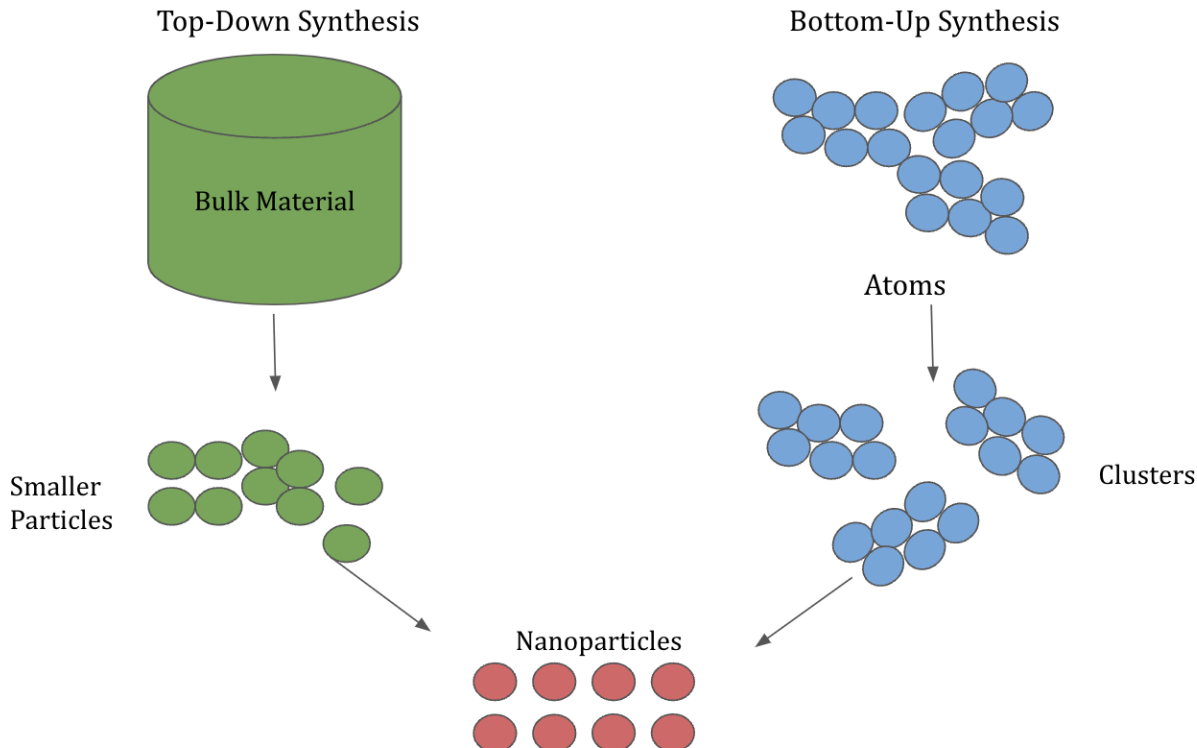 Top-Down Synthesis
Bottom-Up Synthesis
Bulk Material
Atoms
Smaller
Particles
Clusters
Nanoparticles